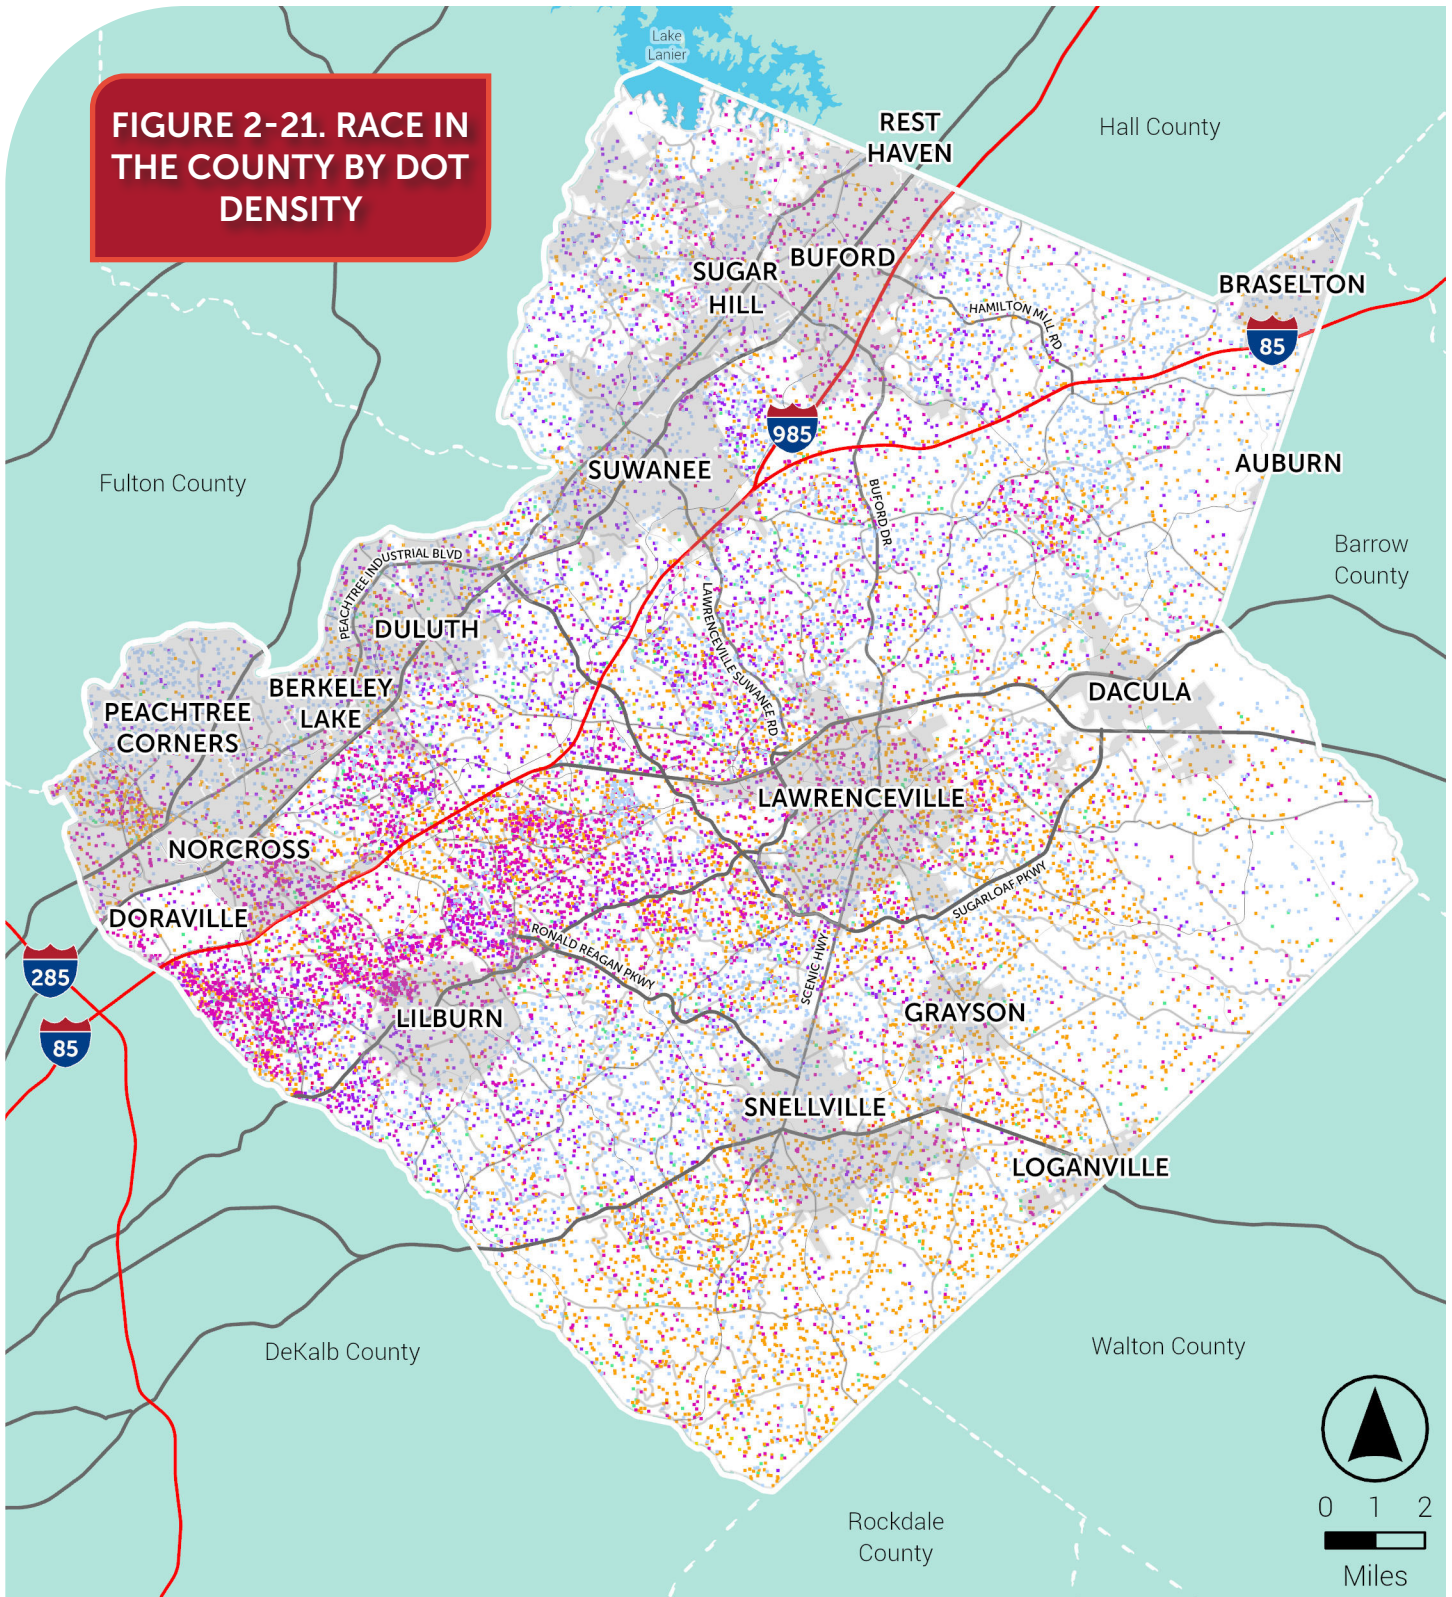 Lake
Lanier
FIGURE 2-21. RACE IN
THE COUNTY BY DOT
DENSITY
REST
HAVEN
Hall County
SUGAR
HILL
BUFORD
BRASELTON
HAMILTON MILL RD
85
985
SUWANEE
AUBURN
Fulton County
BUFORD DR
Barrow
County
PEACHTREE INDUSTRIAL BLVD
LAWRENCEVILLE SUWANEE RD
DULUTH
BERKELEY
LAKE
PEACHTREE
CORNERS
DACULA
LAWRENCEVILLE
NORCROSS
SUGARLOAF PKWY
DORAVILLE
RONALD REAGAN PKWY
SCENIC HWY
285
85
LILBURN
GRAYSON
SNELLVILLE
LOGANVILLE
DeKalb County
Walton County
Rockdale
County
0 1 2
Miles